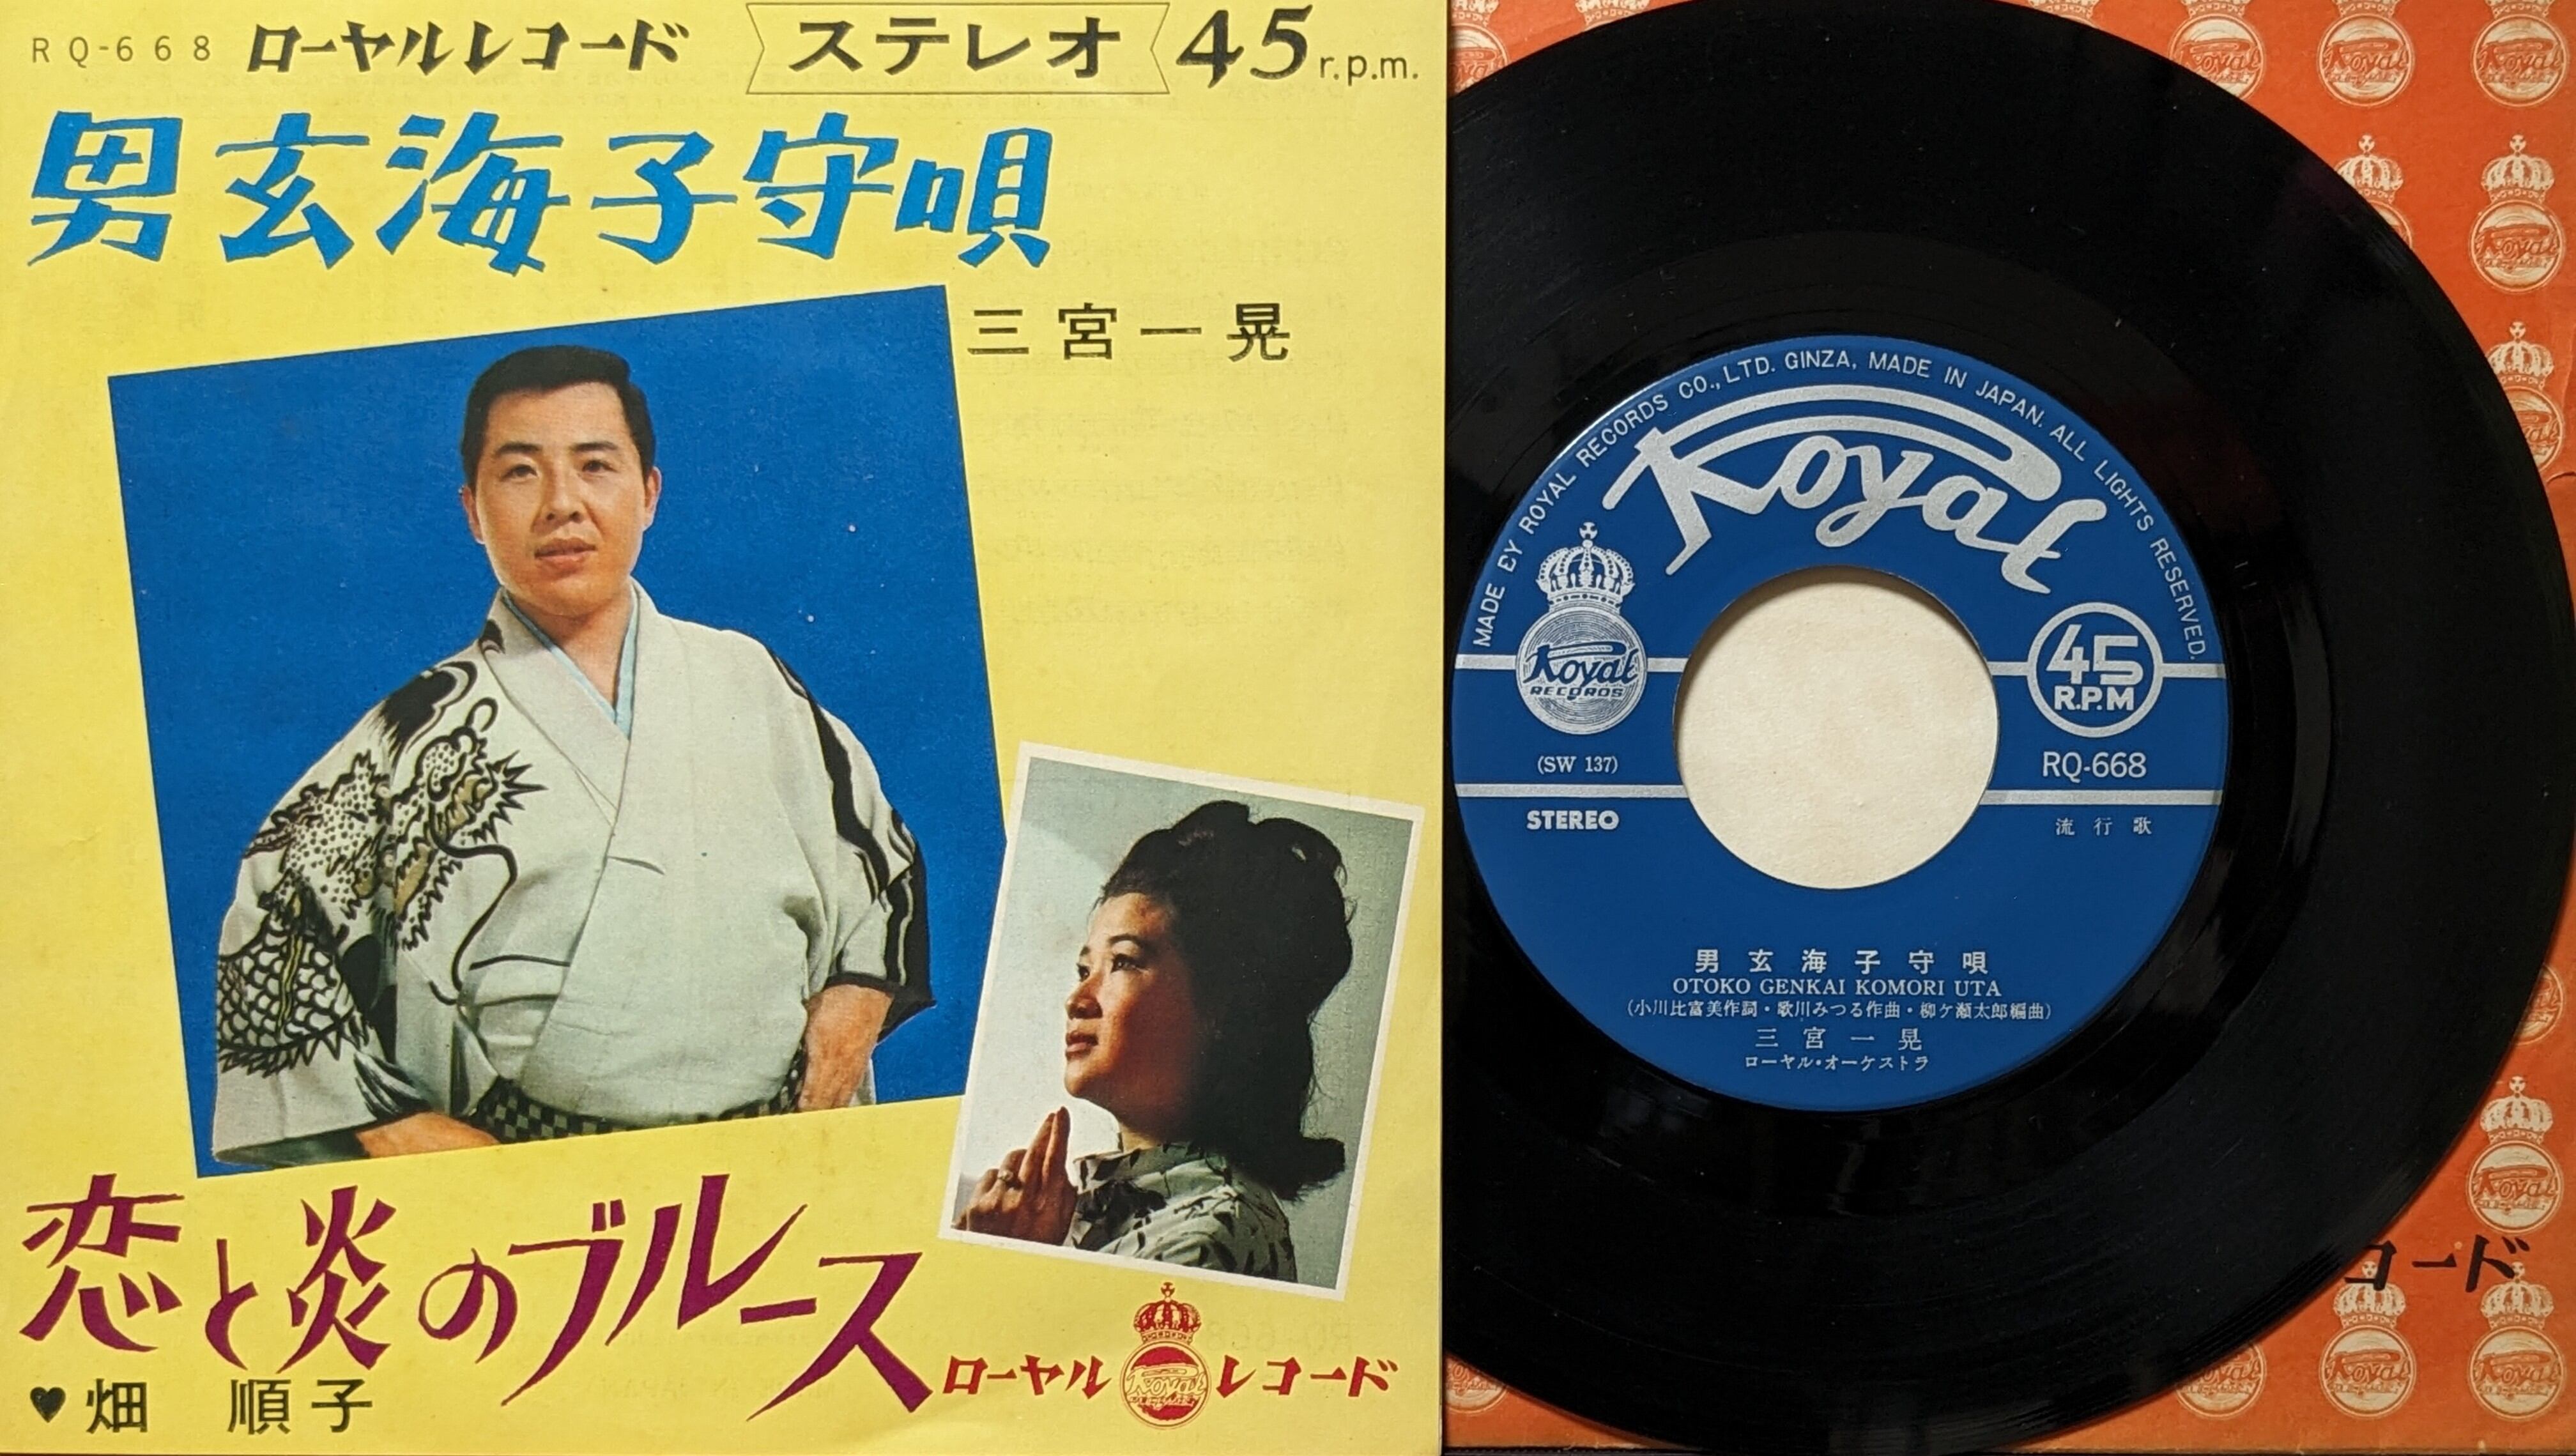 RQ-668 ローヤルレコード ステレオ 45 r.p.m.
男玄海子守唄
三宮一晃
恋と炎のブルース
♥畑 順子
ローヤル Royal レコード
MADE BY ROYAL RECORDS CO., LTD. GINZA, MADE IN JAPAN. ALL LIGHTS RESERVED.
Royal
Royal
RECORDS
45
R.P.M
(SW 137)
RQ-668
STEREO
流行歌
男玄海子守唄
OTOKO GENKAI KOMORI UTA
(小川比富美作詞・歌川みつる作曲・柳ケ瀬太郎編曲)
三宮一晃
ローヤル・オーケストラ
コード